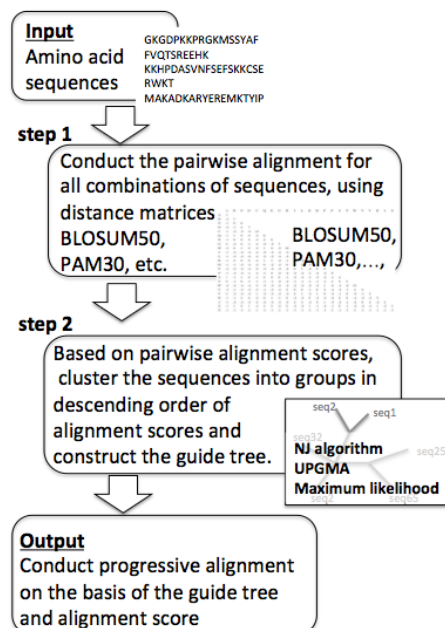 Input
Amino acid
sequences
GKGDPKKPRGKMSSYAF
FVQTSREEHK
KKHPDASVNFSEFSKKCSE
RWKT
MAKADKARYEREMKTYIP
step 1
Conduct the pairwise alignment for
all combinations of sequences, using
distance matrices
BLOSUM50,
PAM30, etc.
BLOSUM50,
PAM30,...,
step 2
Based on pairwise alignment scores,
cluster the sequences into groups in
descending order of
alignment scores and
construct the guide tree.
seq2
seq1
seq32
seq25
NJ algorithm
UPGMA
Maximum likelihood
seq2
seq65
Output
Conduct progressive alignment
on the basis of the guide tree
and alignment score